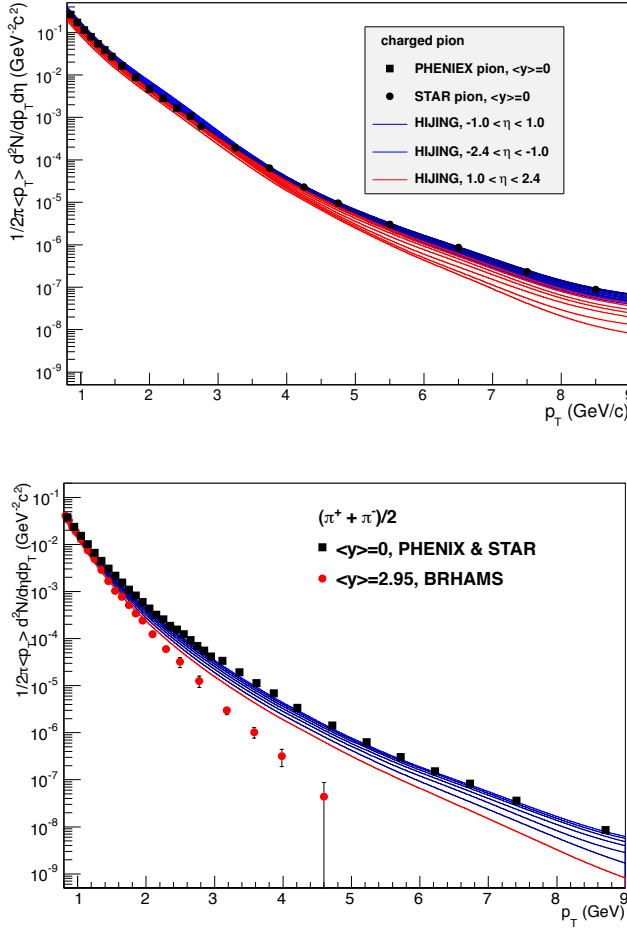 1/2π<p_T> d²N/dp_Tdη (GeV⁻²c²)
10⁻¹
10⁻²
10⁻³
10⁻⁴
10⁻⁵
10⁻⁶
10⁻⁷
10⁻⁸
10⁻⁹
charged pion
PHENIEX pion, <y>=0
STAR pion, <y>=0
HIJING, -1.0 < η < 1.0
HIJING, -2.4 < η < -1.0
HIJING, 1.0 < η < 2.4
1 2 3 4 5 6 7 8 9
p_T (GeV/c)
1/2π<p_T> d²N/dηdp_T (GeV⁻²c²)
10⁻¹
10⁻²
10⁻³
10⁻⁴
10⁻⁵
10⁻⁶
10⁻⁷
10⁻⁸
10⁻⁹
(π⁺ + π⁻)/2
<y>=0, PHENIX & STAR
<y>=2.95, BRHAMS
1 2 3 4 5 6 7 8 9
p_T (GeV)